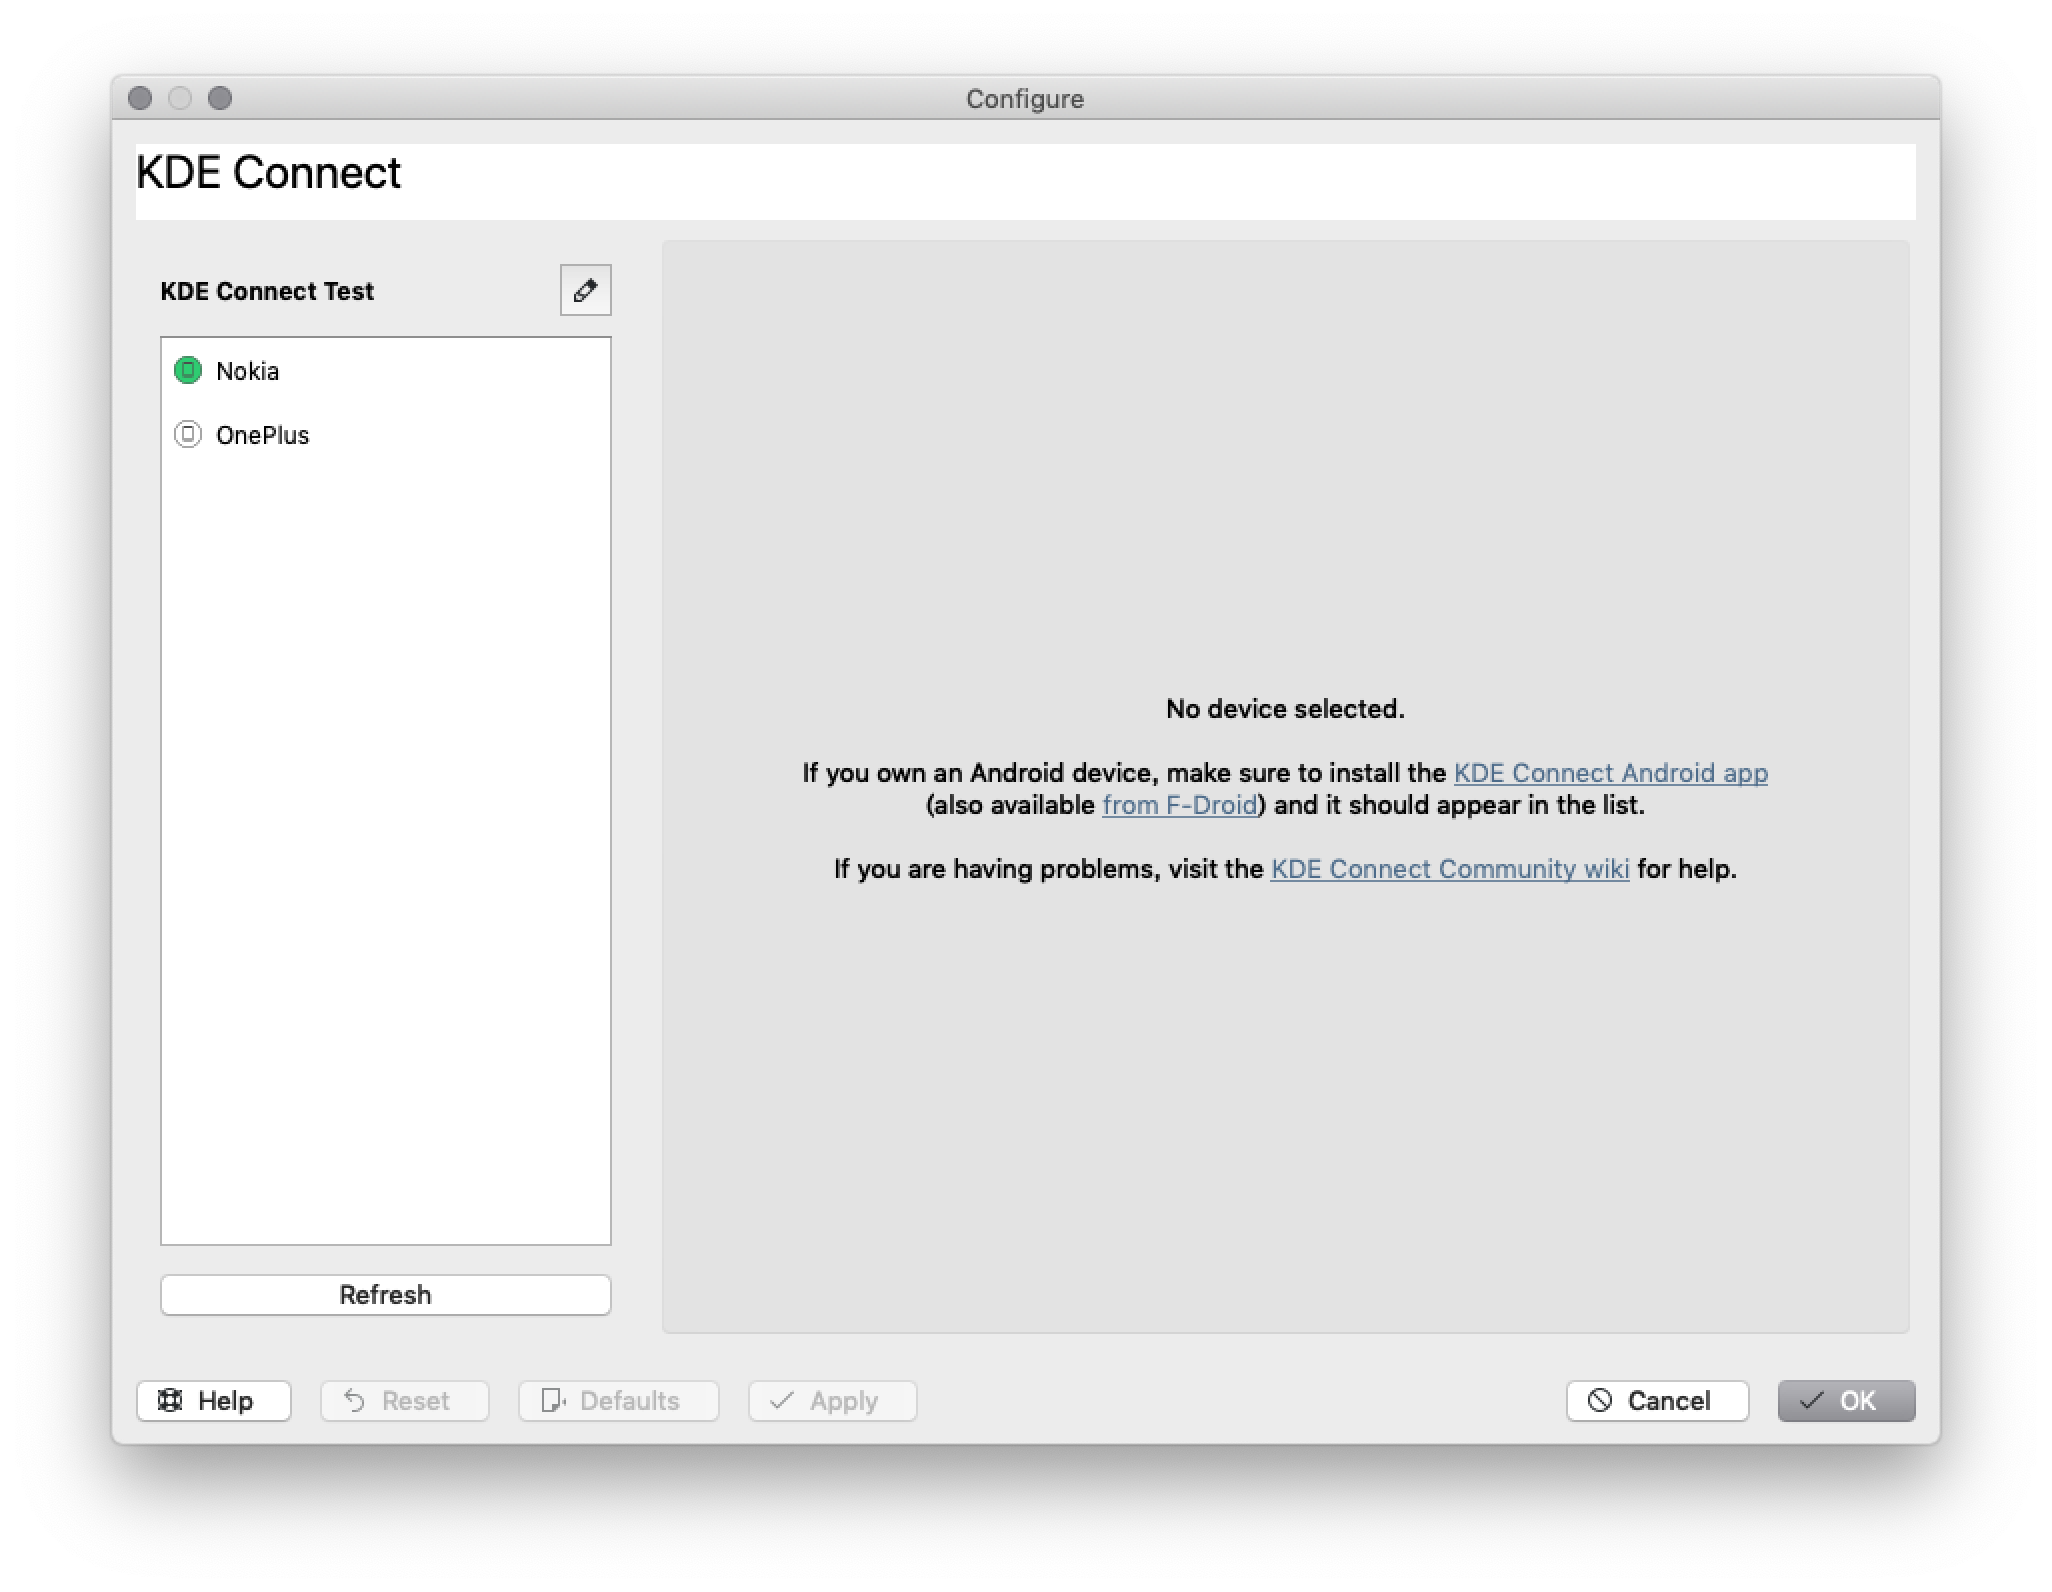 Configure
KDE Connect
KDE Connect Test
Nokia
OnePlus
Refresh
No device selected.
If you own an Android device, make sure to install the KDE Connect Android app
(also available from F-Droid) and it should appear in the list.
If you are having problems, visit the KDE Connect Community wiki for help.
Help
Reset
Defaults
Apply
Cancel
OK